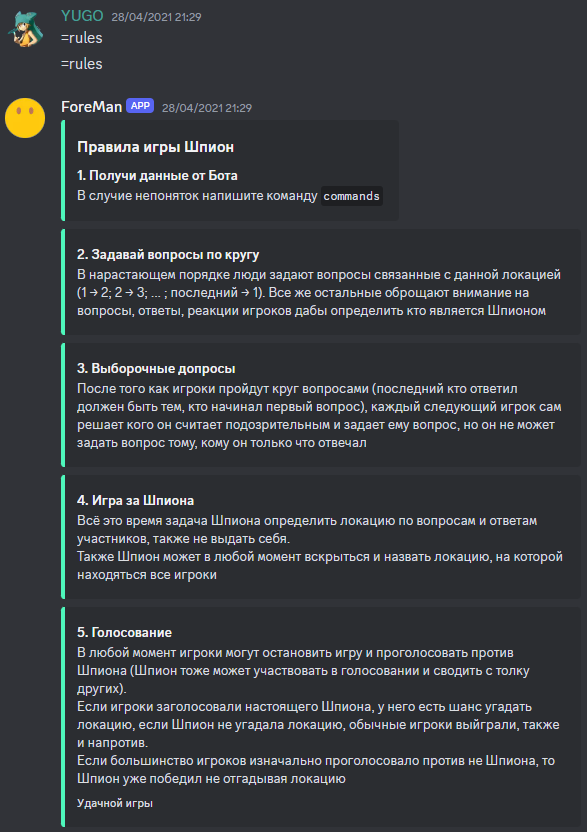 YUGO 28/04/2021 21:29
=rules
=rules
ForeMan APP 28/04/2021 21:29
Правила игры Шпион
1. Получи данные от Бота
В случие непоняток напишите команду commands
2. Задавай вопросы по кругу
В нарастающем порядке люди задают вопросы связанные с данной локацией
(1 → 2; 2 → 3; ... ; последний → 1). Все же остальные оброщают внимание на
вопросы, ответы, реакции игроков дабы определить кто является Шпионом
3. Выборочные допросы
После того как игроки пройдут круг вопросами (последний кто ответил
должен быть тем, кто начинал первый вопрос), каждый следующий игрок сам
решает кого он считает подозрительным и задает ему вопрос, но он не может
задать вопрос тому, кому он только что отвечал
4. Игра за Шпиона
Всё это время задача Шпиона определить локацию по вопросам и ответам
участников, также не выдать себя.
Также Шпион может в любой момент вскрыться и назвать локацию, на которой
находяться все игроки
5. Голосование
В любой момент игроки могут остановить игру и проголосовать против
Шпиона (Шпион тоже может участвовать в голосовании и сводить с толку
других).
Если игроки заголосовали настоящего Шпиона, у него есть шанс угадать
локацию, если Шпион не угадала локацию, обычные игроки выйграли, также
и напротив.
Если большинство игроков изначально проголосовало против не Шпиона, то
Шпион уже победил не отгадывая локацию
Удачной игры